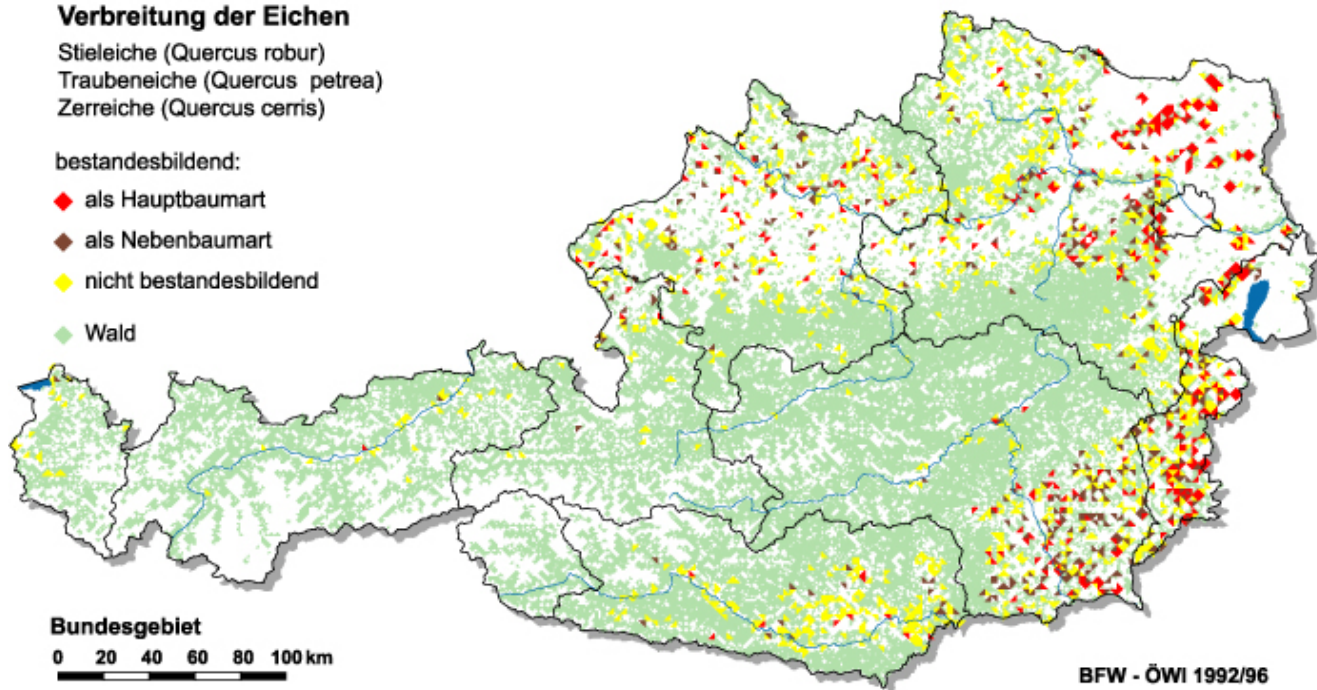 Verbreitung der Eichen
Stieleiche (Quercus robur)
Traubeneiche (Quercus petrea)
Zerreiche (Quercus cerris)
bestandesbildend:
als Hauptbaumart
als Nebenbaumart
nicht bestandesbildend
Wald
Bundesgebiet
0 20 40 60 80 100 km
BFW - ÖWI 1992/96